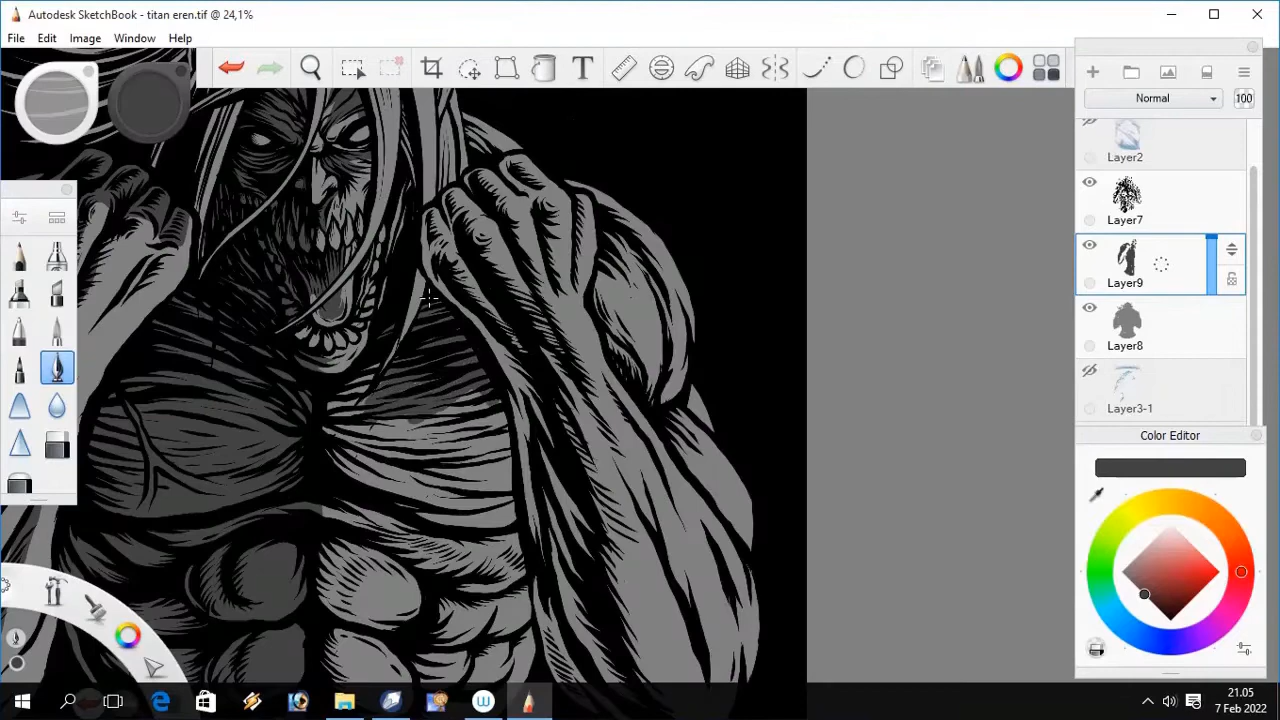 Autodesk SketchBook - titan eren.tif @ 24,1%
File Edit Image Window Help
T
Normal 100
Layer2
Layer7
Layer9
Layer8
Layer3-1
Color Editor
21.05
7 Feb 2022